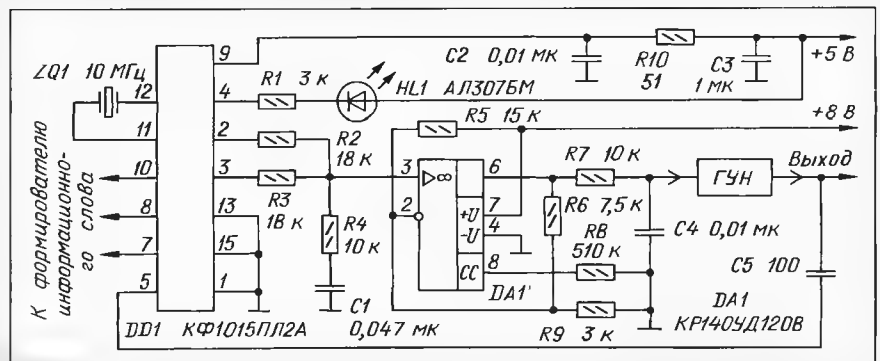 ZQ1 10 МГц
12
11
10
8
7
5
9
4
2
3
13
15
1
К формирователю
информационно-
го слова
DD1 КФ1015ПЛ2А
R1 3 к
HL1 АЛ307БМ
R2
18 к
R3
18 к
R4
10 к
C1
0,047 мк
C2 0,01 мк
R10
51
C3
1 мк
+5 В
R5 15 к
+8 В
3
2
▷∞
+U
-U
CC
6
7
4
8
DA1
R7 10 к
R6 7,5 к
R8
510 к
R9 3 к
C4 0,01 мк
ГУН
Выход
C5 100
DA1
КР140УД120В